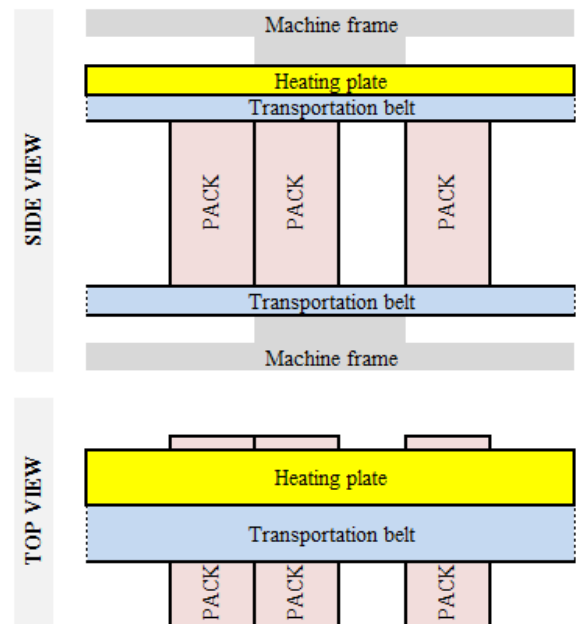 SIDE VIEW
Machine frame
Heating plate
Transportation belt
PACK
PACK
PACK
Transportation belt
Machine frame
TOP VIEW
Heating plate
Transportation belt
PACK
PACK
PACK